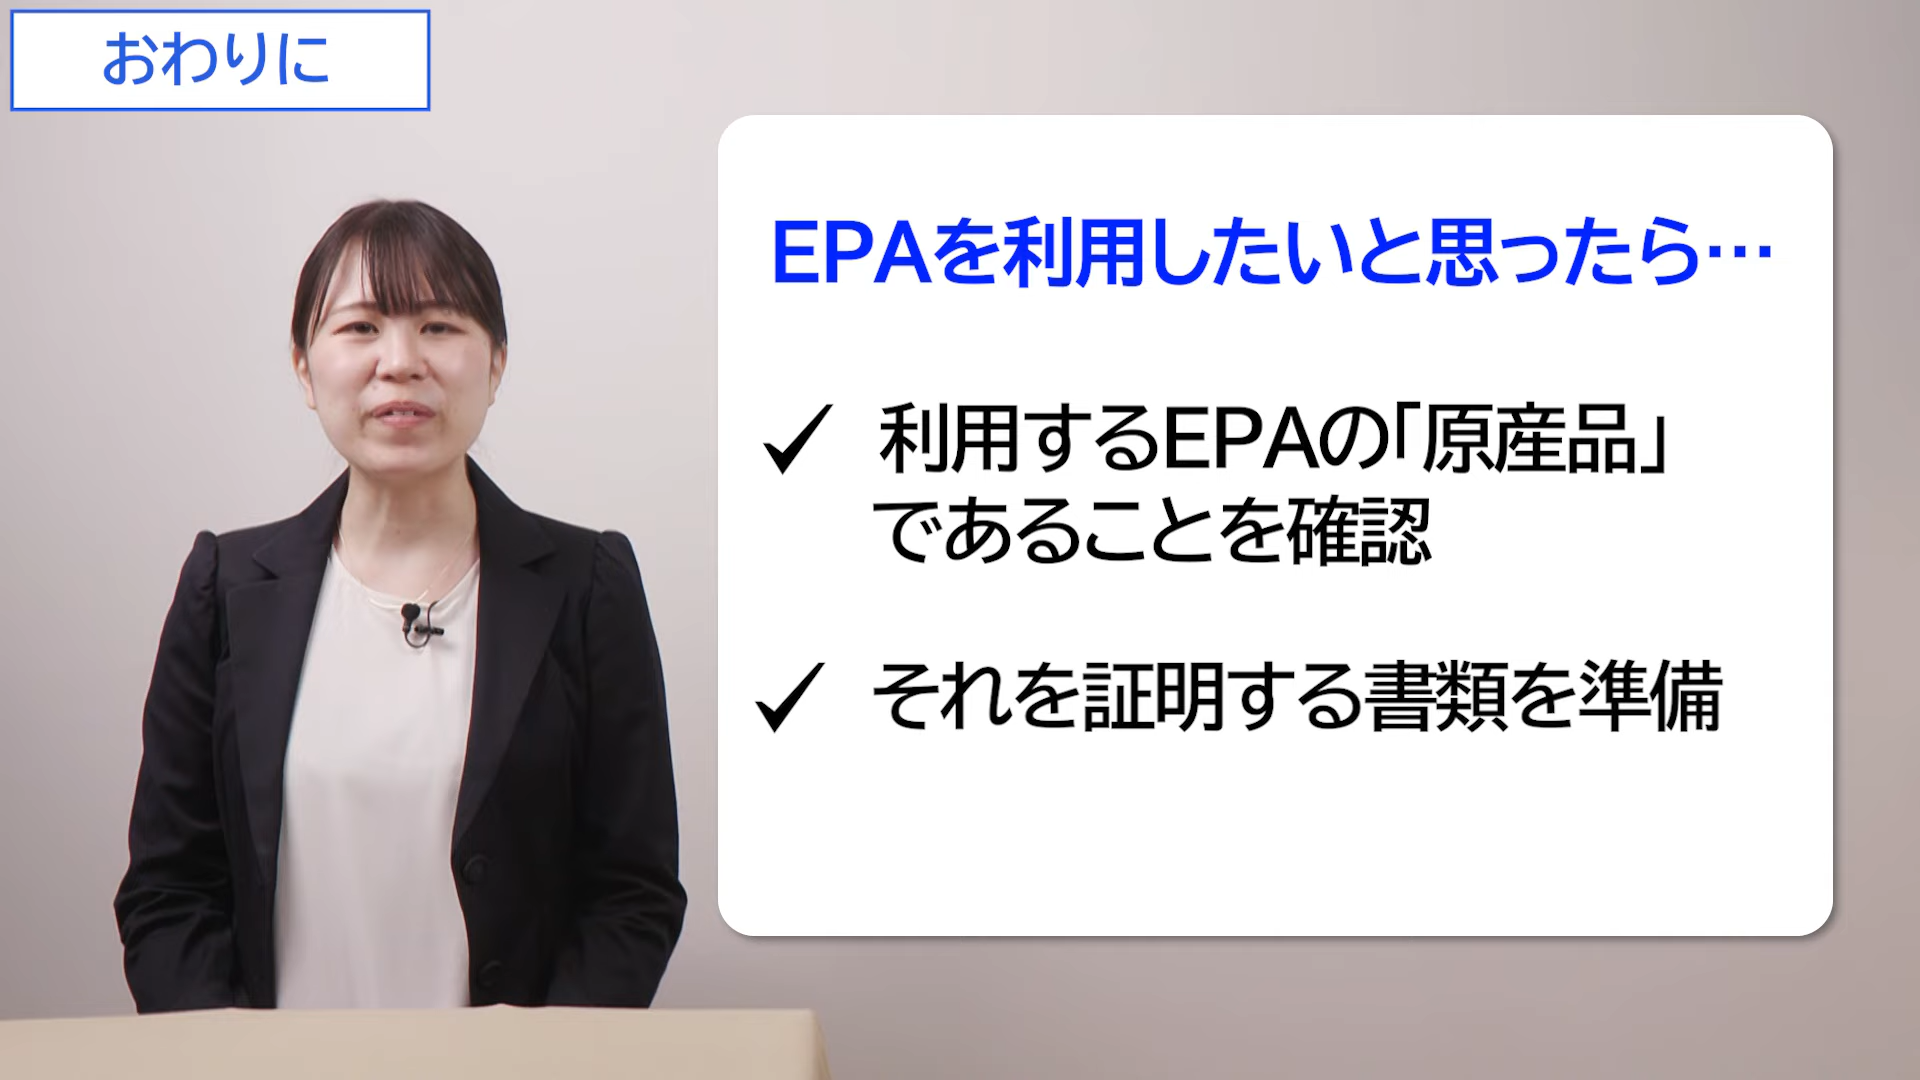 おわりに
EPAを利用したいと思ったら…
✓ 利用するEPAの「原産品」
であることを確認
✓ それを証明する書類を準備